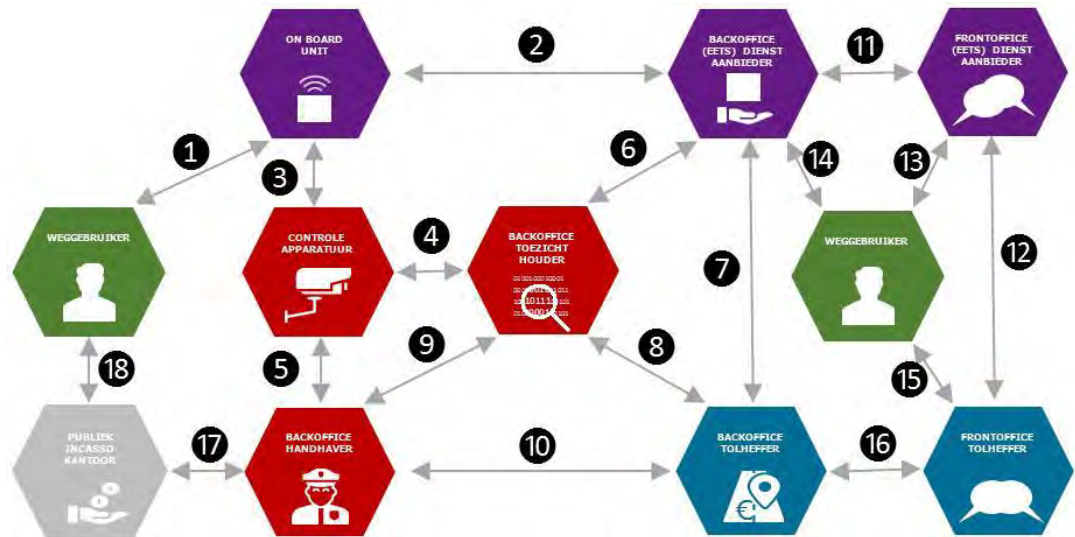 ON BOARD
UNIT
2
BACKOFFICE
(EETS) DIENST
AANBIEDER
11
FRONTOFFICE
(EETS) DIENST
AANBIEDER
1
3
6
14
13
WEGGEBRUIKER
CONTROLE
APPARATUUR
4
BACKOFFICE
TOEZICHT
HOUDER
7
WEGGEBRUIKER
12
18
5
9
8
15
PUBLIEK
INCASSO
KANTOOR
17
BACKOFFICE
HANDHAVER
10
BACKOFFICE
TOLHEFFER
€
16
FRONTOFFICE
TOLHEFFER